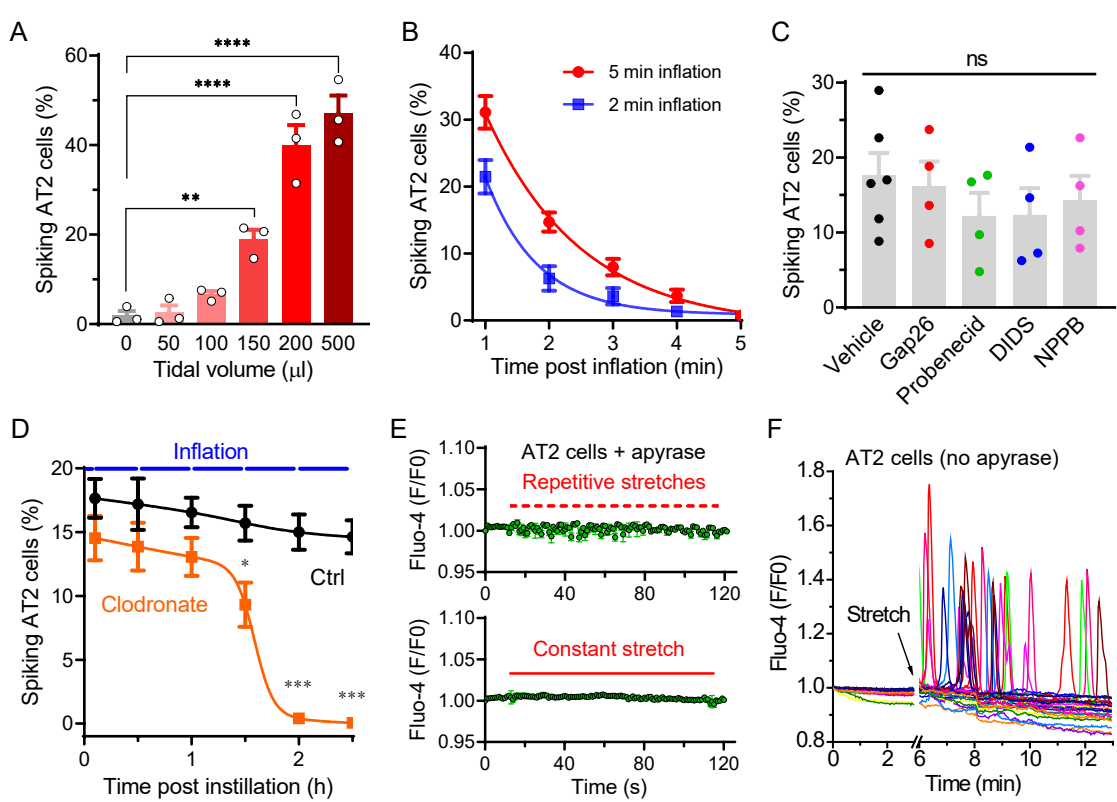 A
Spiking AT2 cells (%)
60
40
20
0
****
****
**
0 50 100 150 200 500
Tidal volume (μl)
B
Spiking AT2 cells (%)
40
30
20
10
0
5 min inflation
2 min inflation
1 2 3 4 5
Time post inflation (min)
C
Spiking AT2 cells (%)
30
20
10
0
ns
Vehicle
Gap26
Probenecid
DIDS
NPPB
D
Inflation
Spiking AT2 cells (%)
20
15
10
5
0
Ctrl
Clodronate
*
***
***
0 1 2
Time post instillation (h)
E
Fluo-4 (F/F0)
1.10
1.05
1.00
0.95
AT2 cells + apyrase
Repetitive stretches
0 40 80 120
Fluo-4 (F/F0)
1.10
1.05
1.00
0.95
Constant stretch
0 40 80 120
Time (s)
F
AT2 cells (no apyrase)
Fluo-4 (F/F0)
1.8
1.6
1.4
1.2
1.0
0.8
Stretch
0 2 6 8 10 12
Time (min)